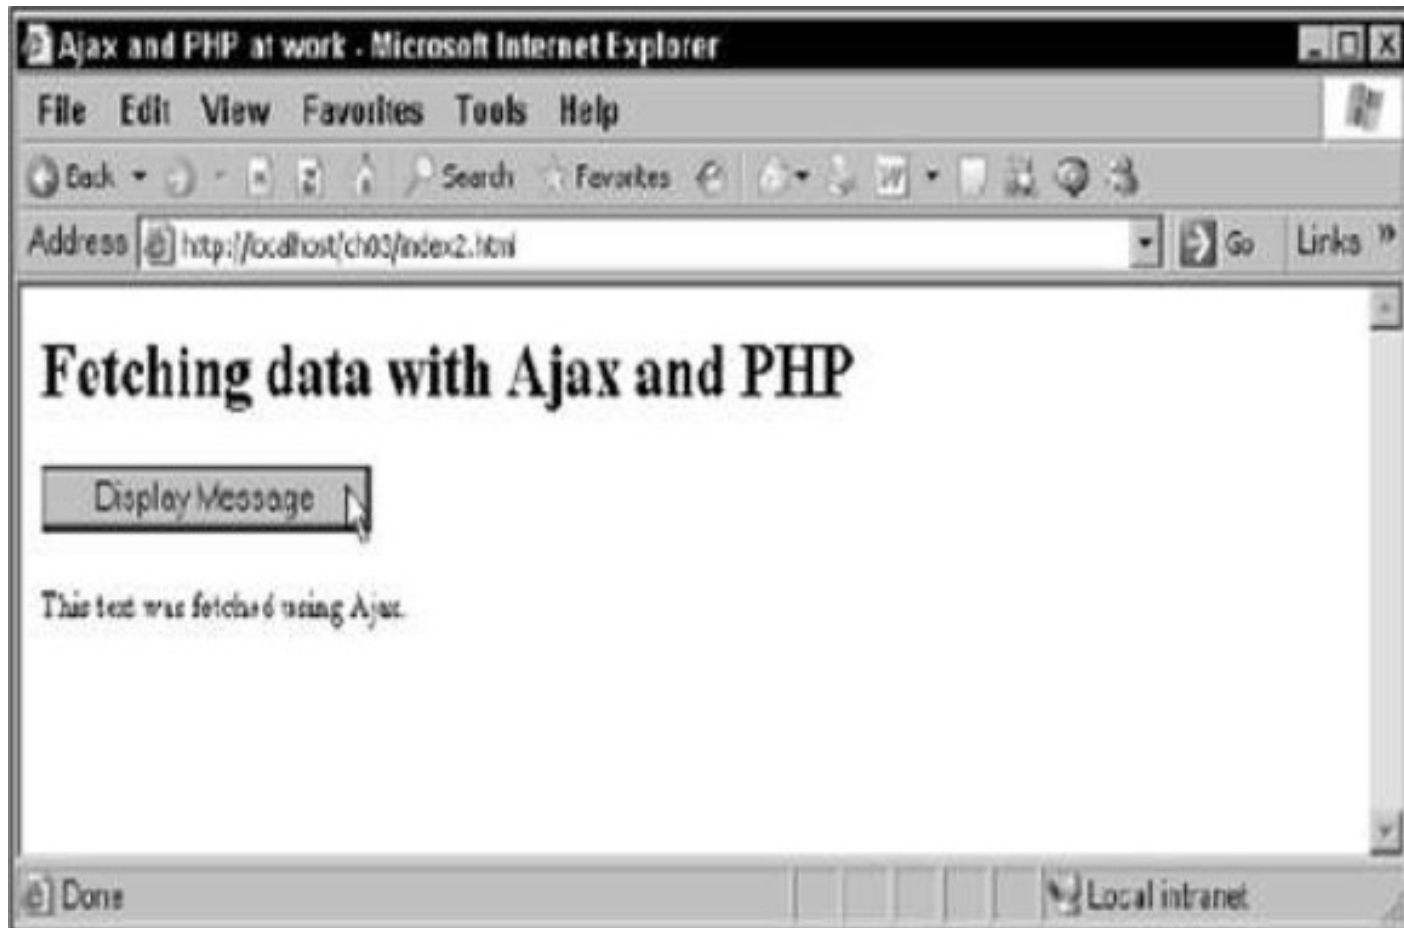 Ajax and PHP at work - Microsoft Internet Explorer
File Edit View Favorites Tools Help
Back Search Favorites
Address http://localhost/ch03/index2.html Go Links »
Fetching data with Ajax and PHP
Display Message
This text was fetched using Ajax.
Done Local intranet